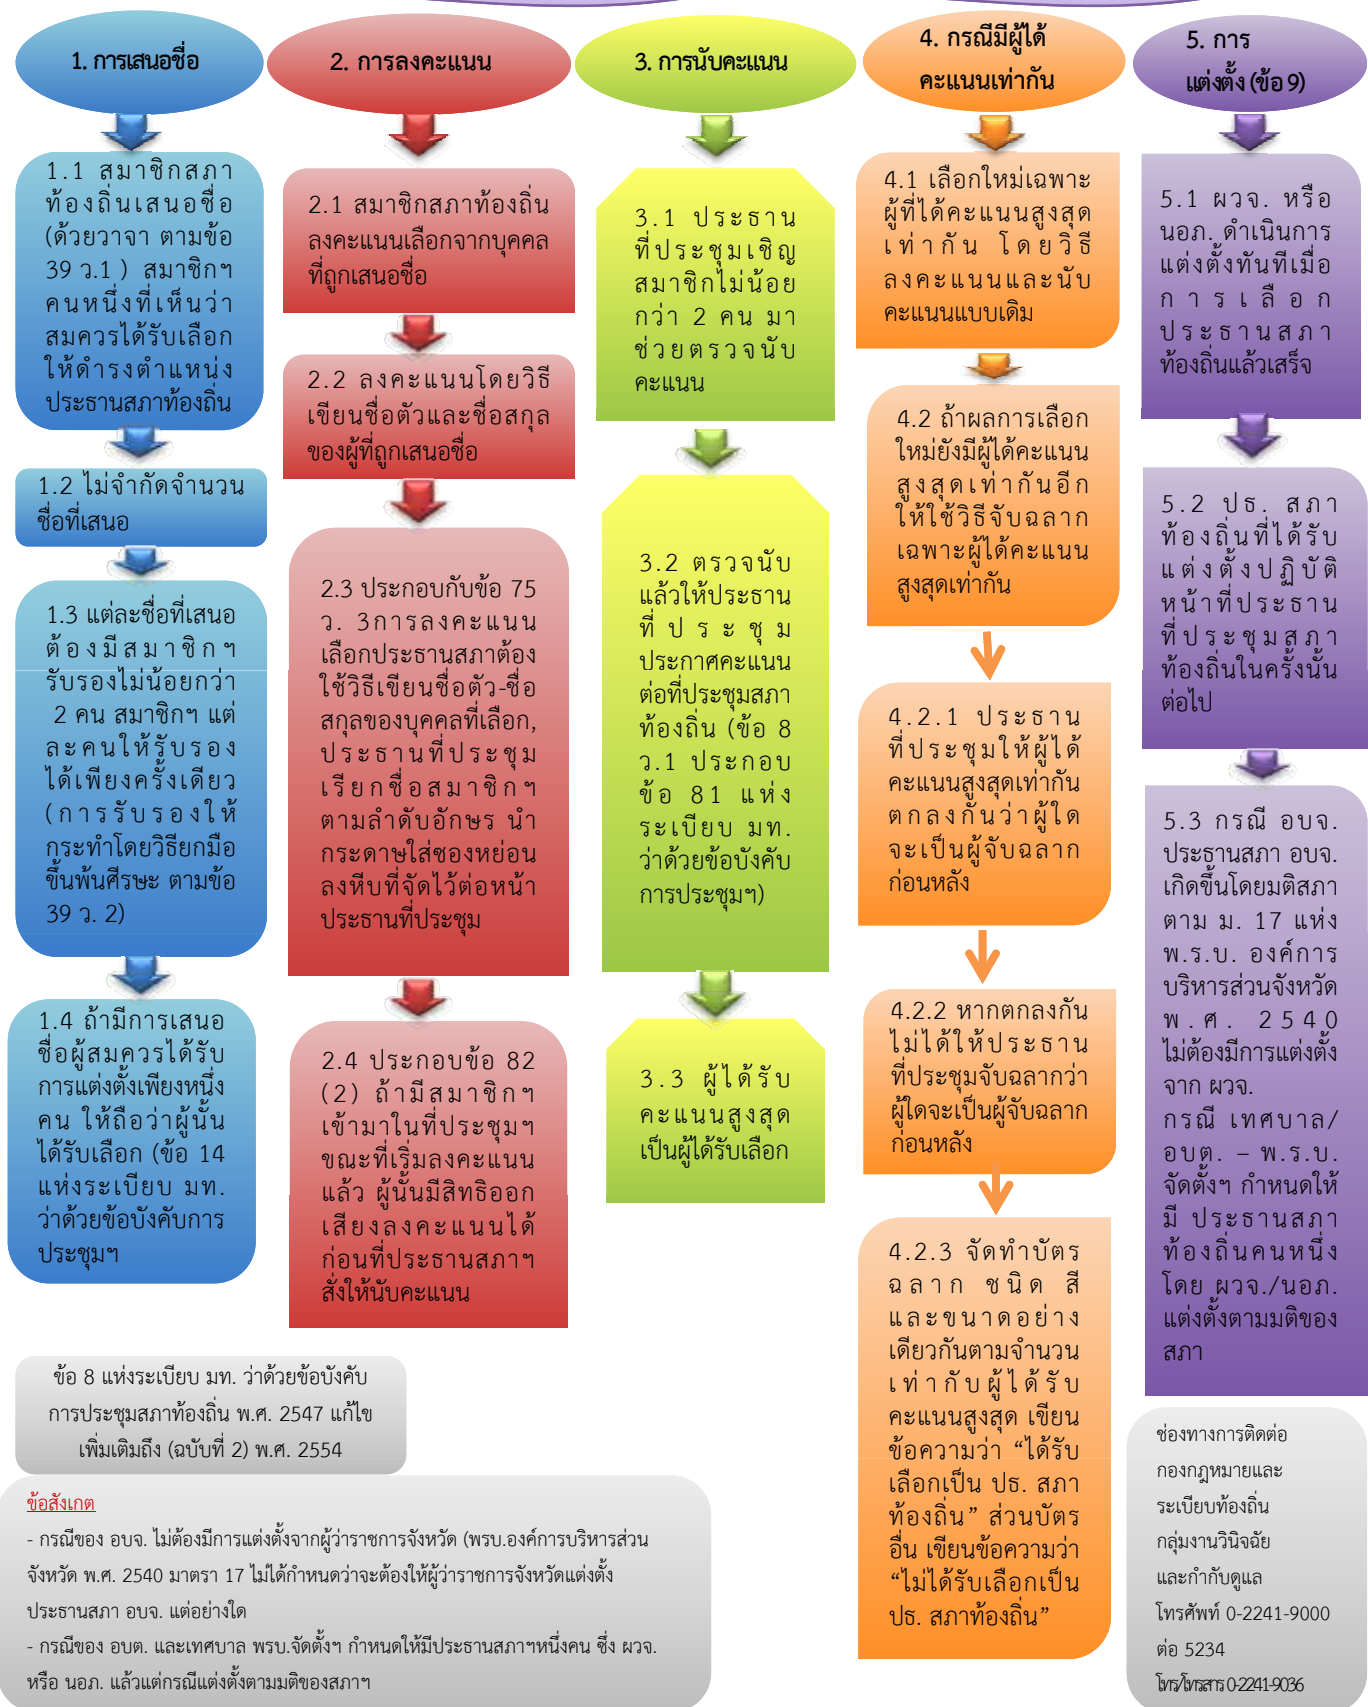 1. การเสนอชื่อ
1.1 สมาชิกสภา
ท้องถิ่นเสนอชื่อ
(ด้วยวาจา ตามข้อ
39 ว.1 ) สมาชิกฯ
คนหนึ่งที่เห็นว่า
สมควรได้รับเลือก
ให้ดำรงตำแหน่ง
ประธานสภาท้องถิ่น
1.2 ไม่จำกัดจำนวน
ชื่อที่เสนอ
1.3 แต่ละชื่อที่เสนอ
ต้องมีสมาชิกฯ
รับรองไม่น้อยกว่า
2 คน สมาชิกฯ แต่
ละคนให้รับรอง
ได้เพียงครั้งเดียว
(การรับรองให้
กระทำโดยวิธียกมือ
ขึ้นพ้นศีรษะ ตามข้อ
39 ว. 2)
1.4 ถ้ามีการเสนอ
ชื่อผู้สมควรได้รับ
การแต่งตั้งเพียงหนึ่ง
คน ให้ถือว่าผู้นั้น
ได้รับเลือก (ข้อ 14
แห่งระเบียบ มท.
ว่าด้วยข้อบังคับการ
ประชุมฯ
2. การลงคะแนน
2.1 สมาชิกสภาท้องถิ่น
ลงคะแนนเลือกจากบุคคล
ที่ถูกเสนอชื่อ
2.2 ลงคะแนนโดยวิธี
เขียนชื่อตัวและชื่อสกุล
ของผู้ที่ถูกเสนอชื่อ
2.3 ประกอบกับข้อ 75
ว. 3การลงคะแนน
เลือกประธานสภาต้อง
ใช้วิธีเขียนชื่อตัว-ชื่อ
สกุลของบุคคลที่เลือก,
ประธานที่ประชุม
เรียกชื่อสมาชิกฯ
ตามลำดับอักษร นำ
กระดาษใส่ซองหย่อน
ลงหีบที่จัดไว้ต่อหน้า
ประธานที่ประชุม
2.4 ประกอบข้อ 82
(2) ถ้ามีสมาชิกฯ
เข้ามาในที่ประชุมฯ
ขณะที่เริ่มลงคะแนน
แล้ว ผู้นั้นมีสิทธิออก
เสียงลงคะแนนได้
ก่อนที่ประธานสภาฯ
สั่งให้นับคะแนน
3. การนับคะแนน
3.1 ประธาน
ที่ประชุมเชิญ
สมาชิกไม่น้อย
กว่า 2 คน มา
ช่วยตรวจนับ
คะแนน
3.2 ตรวจนับ
แล้วให้ประธาน
ที่ประชุม
ประกาศคะแนน
ต่อที่ประชุมสภา
ท้องถิ่น (ข้อ 8
ว.1 ประกอบ
ข้อ 81 แห่ง
ระเบียบ มท.
ว่าด้วยข้อบังคับ
การประชุมฯ)
3.3 ผู้ได้รับ
คะแนนสูงสุด
เป็นผู้ได้รับเลือก
4. กรณีมีผู้ได้
คะแนนเท่ากัน
4.1 เลือกใหม่เฉพาะ
ผู้ที่ได้คะแนนสูงสุด
เท่ากัน โดยวิธี
ลงคะแนนและนับ
คะแนนแบบเดิม
4.2 ถ้าผลการเลือก
ใหม่ยังมีผู้ได้คะแนน
สูงสุดเท่ากันอีก
ให้ใช้วิธีจับฉลาก
เฉพาะผู้ได้คะแนน
สูงสุดเท่ากัน
4.2.1 ประธาน
ที่ประชุมให้ผู้ได้
คะแนนสูงสุดเท่ากัน
ตกลงกันว่าผู้ใด
จะเป็นผู้จับฉลาก
ก่อนหลัง
4.2.2 หากตกลงกัน
ไม่ได้ให้ประธาน
ที่ประชุมจับฉลากว่า
ผู้ใดจะเป็นผู้จับฉลาก
ก่อนหลัง
4.2.3 จัดทำบัตร
ฉลาก ชนิด สี
และขนาดอย่าง
เดียวกันตามจำนวน
เท่ากับผู้ได้รับ
คะแนนสูงสุด เขียน
ข้อความว่า “ได้รับ
เลือกเป็น ปธ. สภา
ท้องถิ่น” ส่วนบัตร
อื่น เขียนข้อความว่า
“ไม่ได้รับเลือกเป็น
ปธ. สภาท้องถิ่น”
5. การ
แต่งตั้ง (ข้อ 9)
5.1 ผวจ. หรือ
นอภ. ดำเนินการ
แต่งตั้งทันทีเมื่อ
การเลือก
ประธานสภา
ท้องถิ่นแล้วเสร็จ
5.2 ปธ. สภา
ท้องถิ่นที่ได้รับ
แต่งตั้งปฏิบัติ
หน้าที่ประธาน
ที่ประชุมสภา
ท้องถิ่นในครั้งนั้น
ต่อไป
5.3 กรณี อบจ.
ประธานสภา อบจ.
เกิดขึ้นโดยมติสภา
ตาม ม. 17 แห่ง
พ.ร.บ. องค์การ
บริหารส่วนจังหวัด
พ.ศ. 2540
ไม่ต้องมีการแต่งตั้ง
จาก ผวจ.
กรณี เทศบาล/
อบต. – พ.ร.บ.
จัดตั้งฯ กำหนดให้
มี ประธานสภา
ท้องถิ่นคนหนึ่ง
โดย ผวจ./นอภ.
แต่งตั้งตามมติของ
สภา
ข้อ 8 แห่งระเบียบ มท. ว่าด้วยข้อบังคับ
การประชุมสภาท้องถิ่น พ.ศ. 2547 แก้ไข
เพิ่มเติมถึง (ฉบับที่ 2) พ.ศ. 2554
ข้อสังเกต
- กรณีของ อบจ. ไม่ต้องมีการแต่งตั้งจากผู้ว่าราชการจังหวัด (พรบ.องค์การบริหารส่วน
จังหวัด พ.ศ. 2540 มาตรา 17 ไม่ได้กำหนดว่าจะต้องให้ผู้ว่าราชการจังหวัดแต่งตั้ง
ประธานสภา อบจ. แต่อย่างใด
- กรณีของ อบต. และเทศบาล พรบ.จัดตั้งฯ กำหนดให้มีประธานสภาฯหนึ่งคน ซึ่ง ผวจ.
หรือ นอภ. แล้วแต่กรณีแต่งตั้งตามมติของสภาฯ
ช่องทางการติดต่อ
กองกฎหมายและ
ระเบียบท้องถิ่น
กลุ่มงานวินิจฉัย
และกำกับดูแล
โทรศัพท์ 0-2241-9000
ต่อ 5234
โทร/โทรสาร 0-2241-9036